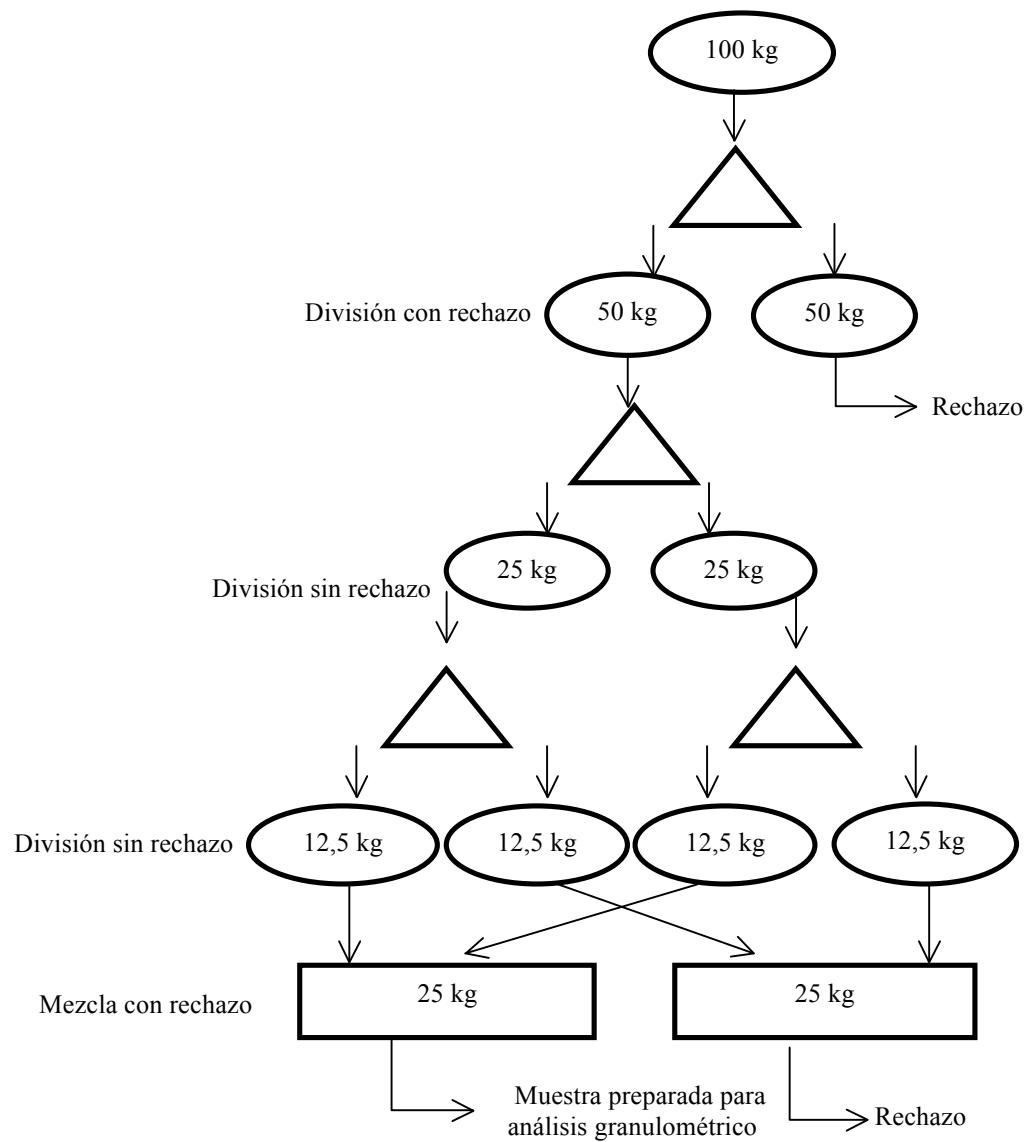 100 kg
División con rechazo
50 kg
50 kg
Rechazo
División sin rechazo
25 kg
25 kg
División sin rechazo
12,5 kg
12,5 kg
12,5 kg
12,5 kg
Mezcla con rechazo
25 kg
25 kg
Muestra preparada para
análisis granulométrico
Rechazo